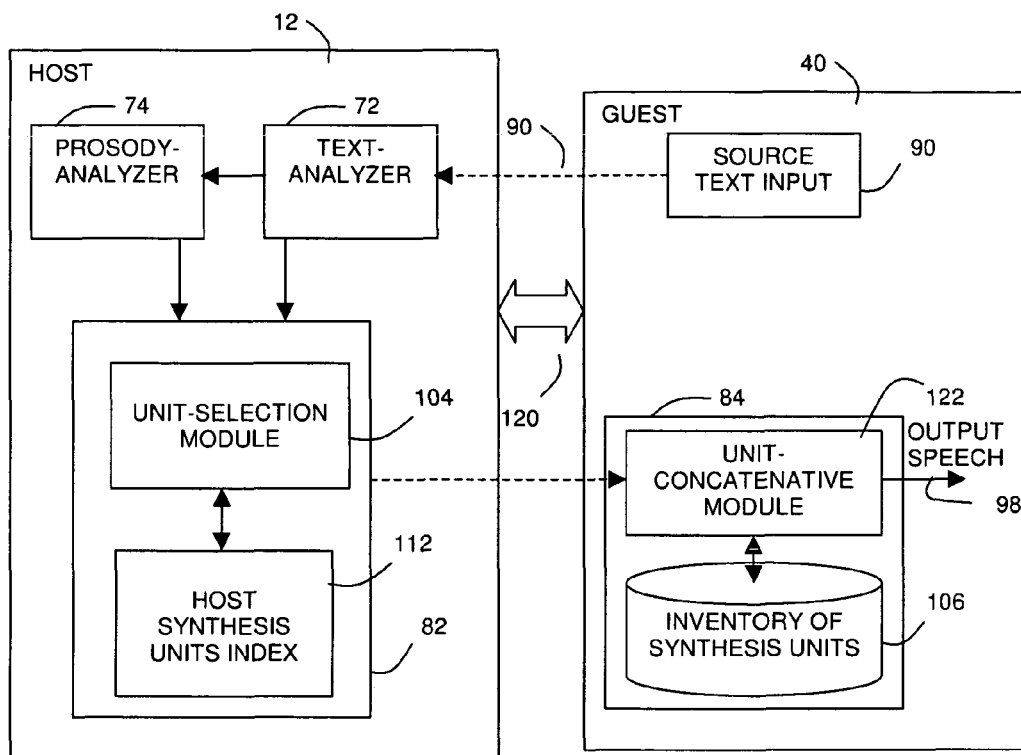 12
HOST
40
GUEST
74
72
90
PROSODY-
ANALYZER
TEXT-
ANALYZER
SOURCE
TEXT INPUT
90
120
UNIT-SELECTION
MODULE
104
84
122
UNIT-
CONCATENATIVE
MODULE
OUTPUT
SPEECH
98
112
HOST
SYNTHESIS
UNITS INDEX
82
INVENTORY OF
SYNTHESIS UNITS
106